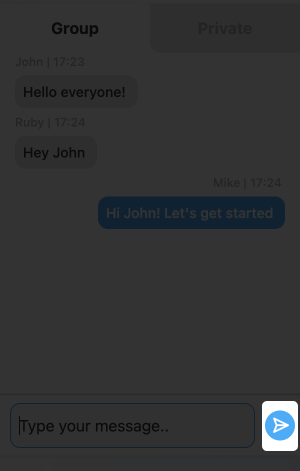 Group
Private
John | 17:23
Hello everyone!
Ruby | 17:24
Hey John
Mike | 17:24
Hi John! Let's get started
Type your message..